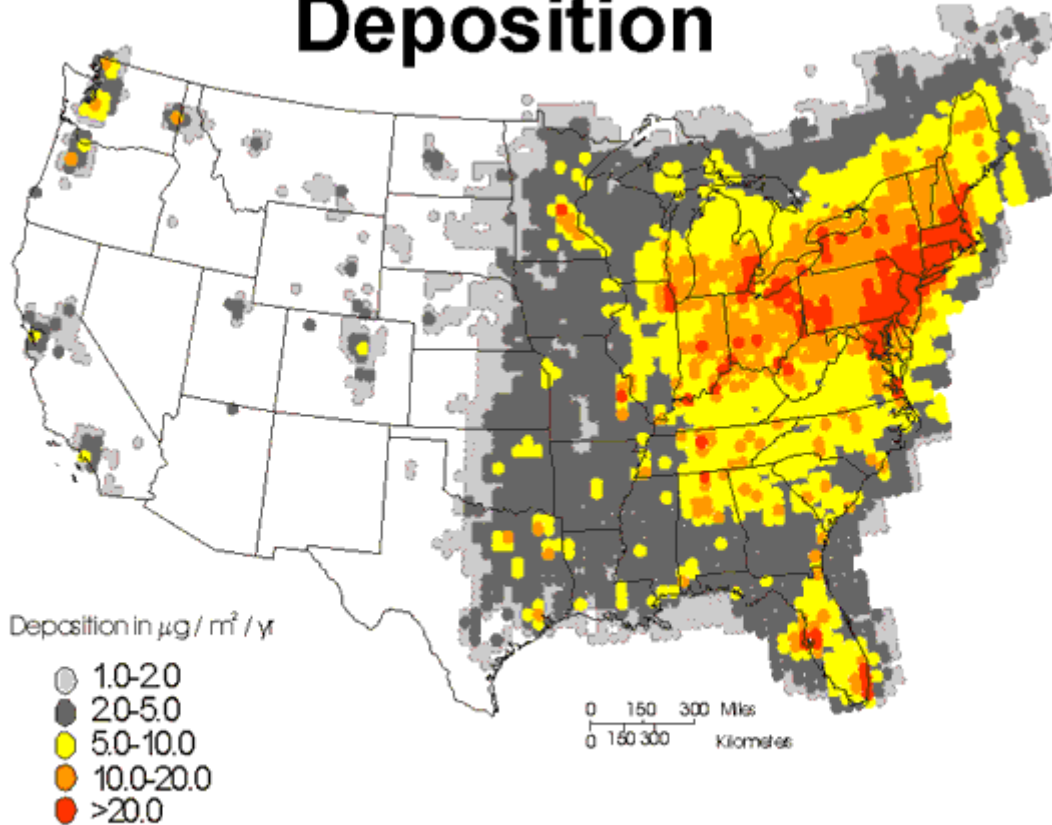 Deposition
Deposition in μg / m² / yr
1.0-2.0
2.0-5.0
5.0-10.0
10.0-20.0
>20.0
0 150 300 Miles
0 150 300 Kilometers